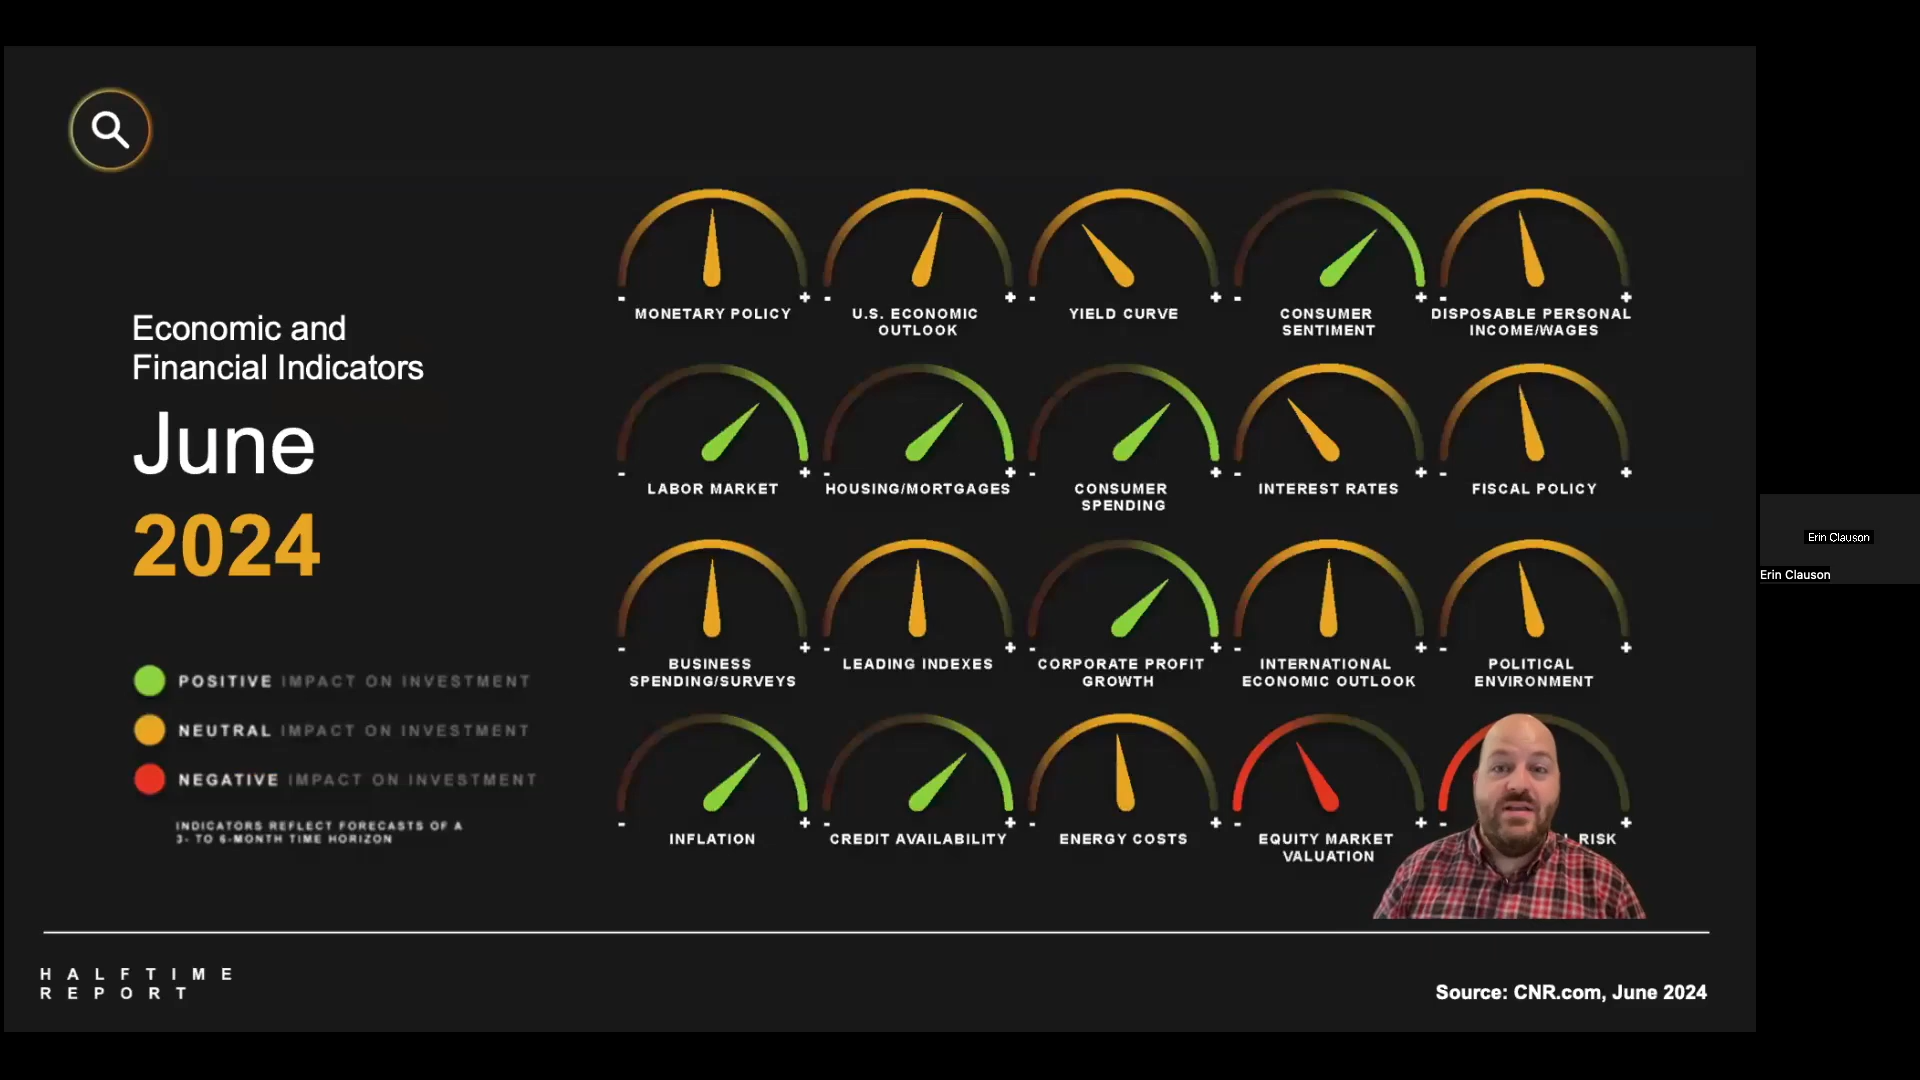 Economic and
Financial Indicators
June
2024
POSITIVE IMPACT ON INVESTMENT
NEUTRAL IMPACT ON INVESTMENT
NEGATIVE IMPACT ON INVESTMENT
INDICATORS REFLECT FORECASTS OF A
3- TO 6-MONTH TIME HORIZON
- + - + - + - + - +
MONETARY POLICY
U.S. ECONOMIC
OUTLOOK
YIELD CURVE
CONSUMER
SENTIMENT
DISPOSABLE PERSONAL
INCOME/WAGES
- + - + - + - + - +
LABOR MARKET
HOUSING/MORTGAGES
CONSUMER
SPENDING
INTEREST RATES
FISCAL POLICY
- + - + - + - + - +
BUSINESS
SPENDING/SURVEYS
LEADING INDEXES
CORPORATE PROFIT
GROWTH
INTERNATIONAL
ECONOMIC OUTLOOK
POLITICAL
ENVIRONMENT
- + - + - + - + +
INFLATION
CREDIT AVAILABILITY
ENERGY COSTS
EQUITY MARKET
VALUATION
RISK
HALFTIME
REPORT
Source: CNR.com, June 2024
Erin Clauson
Erin Clauson